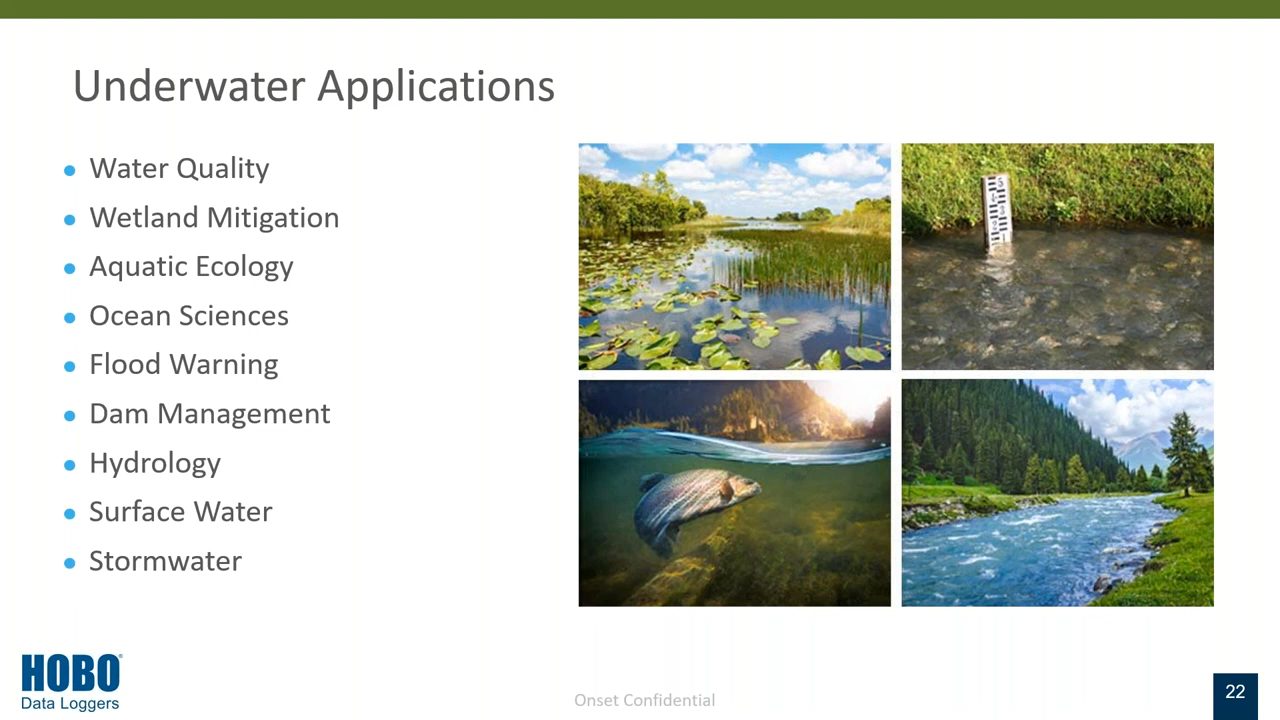 Underwater Applications
Water Quality
Wetland Mitigation
Aquatic Ecology
Ocean Sciences
Flood Warning
Dam Management
Hydrology
Surface Water
Stormwater
HOBO®
Data Loggers
Onset Confidential
22